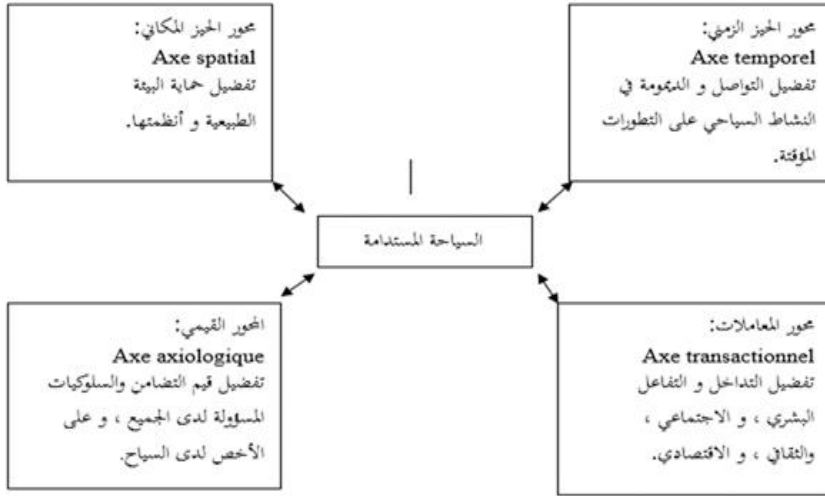 محور الحيز الزمني:
Axe temporel
تفضيل التواصل و الديمومة في
النشاط السياحي على التطورات
المؤقتة.
محور الحيز المكاني:
Axe spatial
تفضيل حماية البيئة
الطبيعية و أنظمتها.
السياحة المستدامة
محور المعاملات:
Axe transactionnel
تفضيل التداخل و التفاعل
البشري ، و الاجتماعي ،
والثقافي ، و الاقتصادي.
المحور القيمي:
Axe axiologique
تفضيل قيم التضامن والسلوكيات
المسؤولة لدى الجميع ، و على
الأخص لدى السياح.